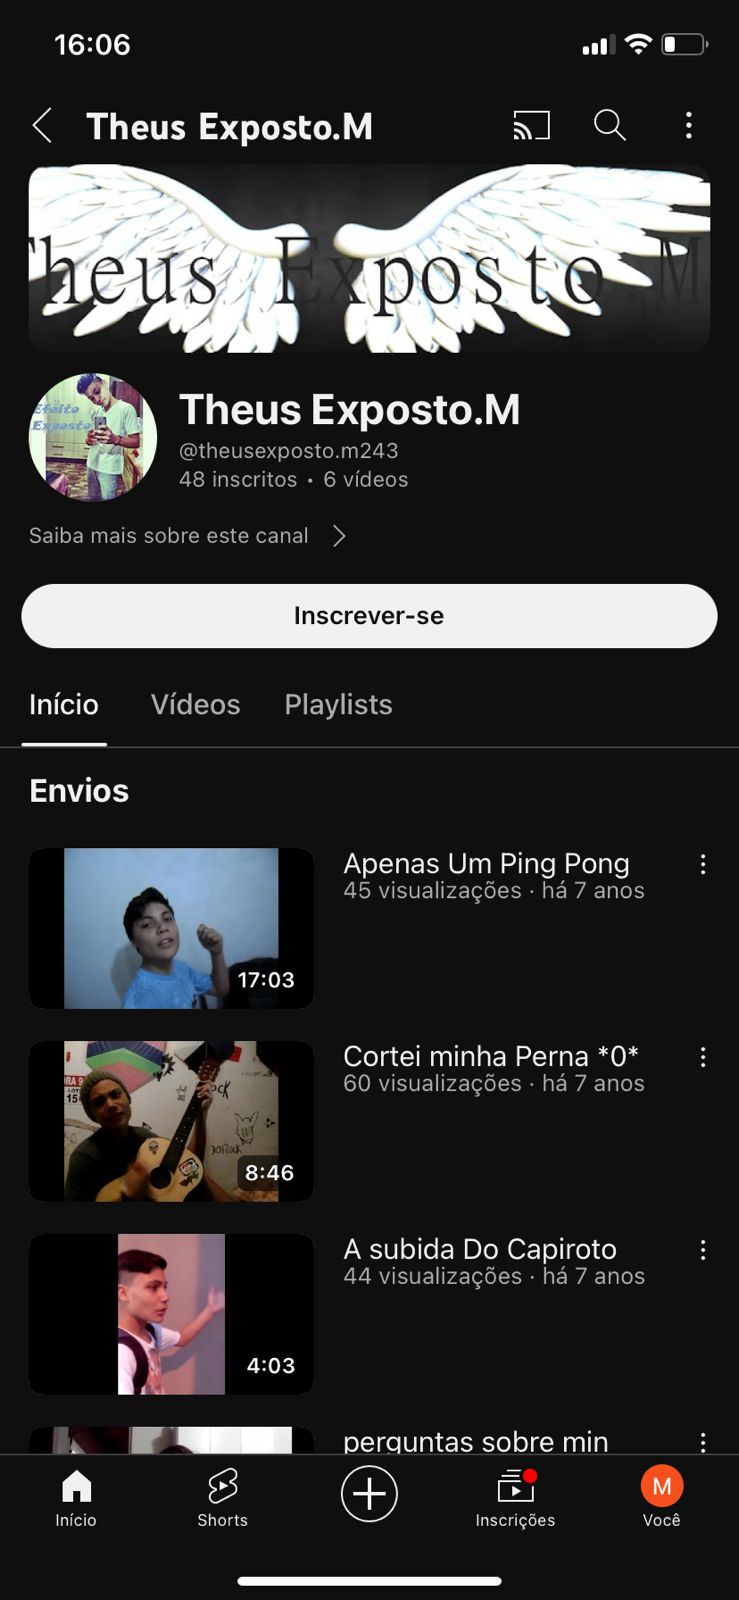 16:06
Theus Exposto.M
Theus Exposto.M
Efeito
Exposto
Theus Exposto.M
@theusexposto.m243
48 inscritos • 6 vídeos
Saiba mais sobre este canal
Inscrever-se
Início Vídeos Playlists
Envios
Apenas Um Ping Pong
45 visualizações · há 7 anos
17:03
Cortei minha Perna *0*
60 visualizações · há 7 anos
8:46
A subida Do Capiroto
44 visualizações · há 7 anos
4:03
perguntas sobre min
M
Início Shorts Inscrições Você